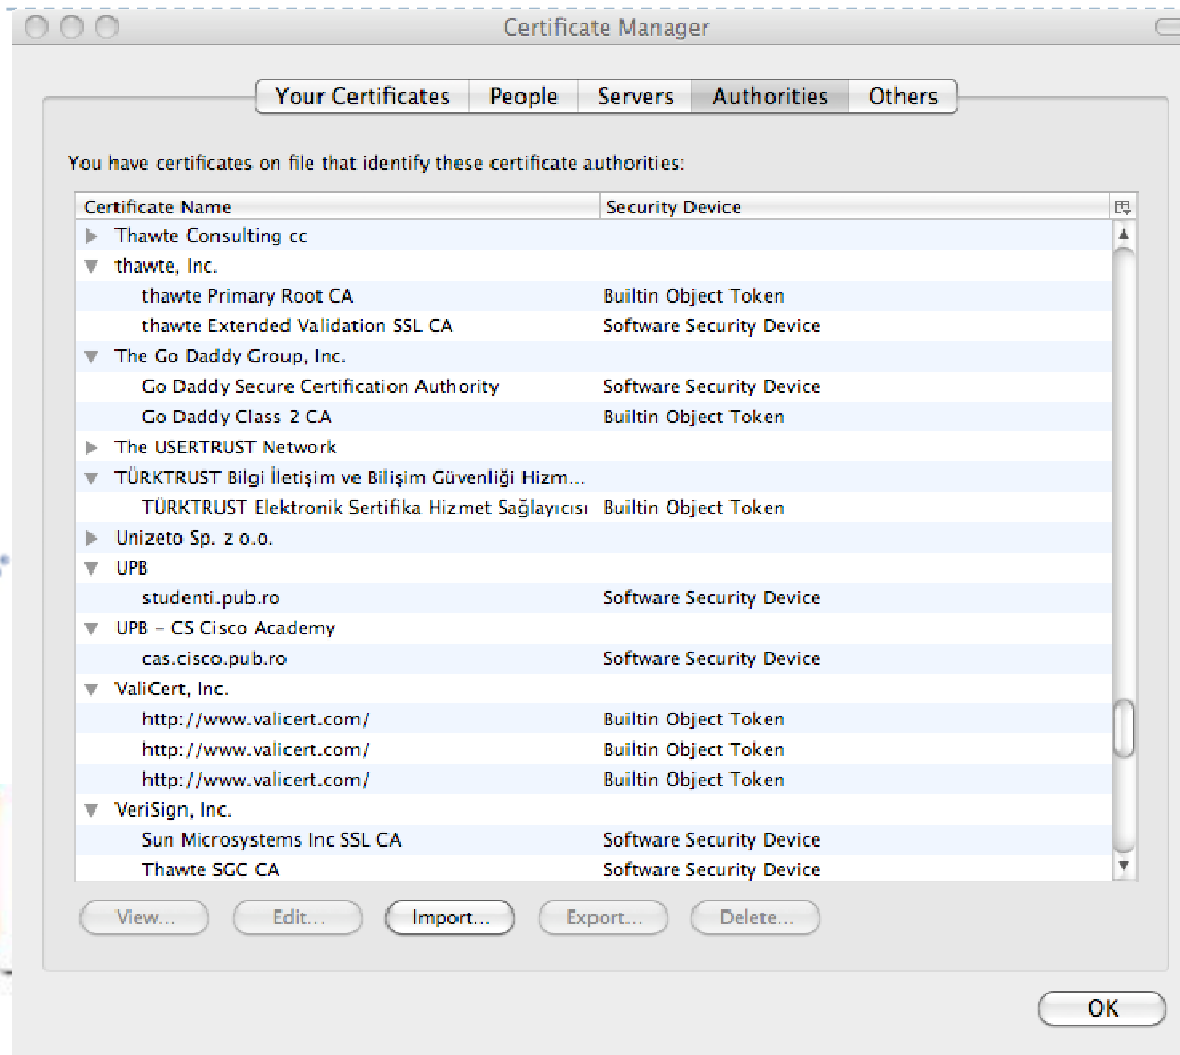 Certificate Manager
Your Certificates People Servers Authorities Others
You have certificates on file that identify these certificate authorities:
Certificate Name Security Device
Thawte Consulting cc
thawte, Inc.
thawte Primary Root CA Builtin Object Token
thawte Extended Validation SSL CA Software Security Device
The Go Daddy Group, Inc.
Go Daddy Secure Certification Authority Software Security Device
Go Daddy Class 2 CA Builtin Object Token
The USERTRUST Network
TÜRKTRUST Bilgi İletişim ve Bilişim Güvenliği Hizm...
TÜRKTRUST Elektronik Sertifika Hizmet Sağlayıcısı Builtin Object Token
Unizeto Sp. z o.o.
UPB
studenti.pub.ro Software Security Device
UPB – CS Cisco Academy
cas.cisco.pub.ro Software Security Device
ValiCert, Inc.
http://www.valicert.com/ Builtin Object Token
http://www.valicert.com/ Builtin Object Token
http://www.valicert.com/ Builtin Object Token
VeriSign, Inc.
Sun Microsystems Inc SSL CA Software Security Device
Thawte SGC CA Software Security Device
View... Edit... Import... Export... Delete...
OK